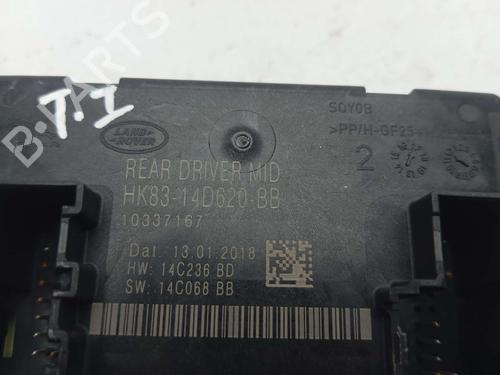 B-PARTS
T.1
LAND-
ROVER
SQY0B
>PP/H-GF25
2
REAR DRIVER MID
HK83-14D620-BB
10337167
Dat: 13.01.2018
HW: 14C236 BD
SW: 14C068 BB